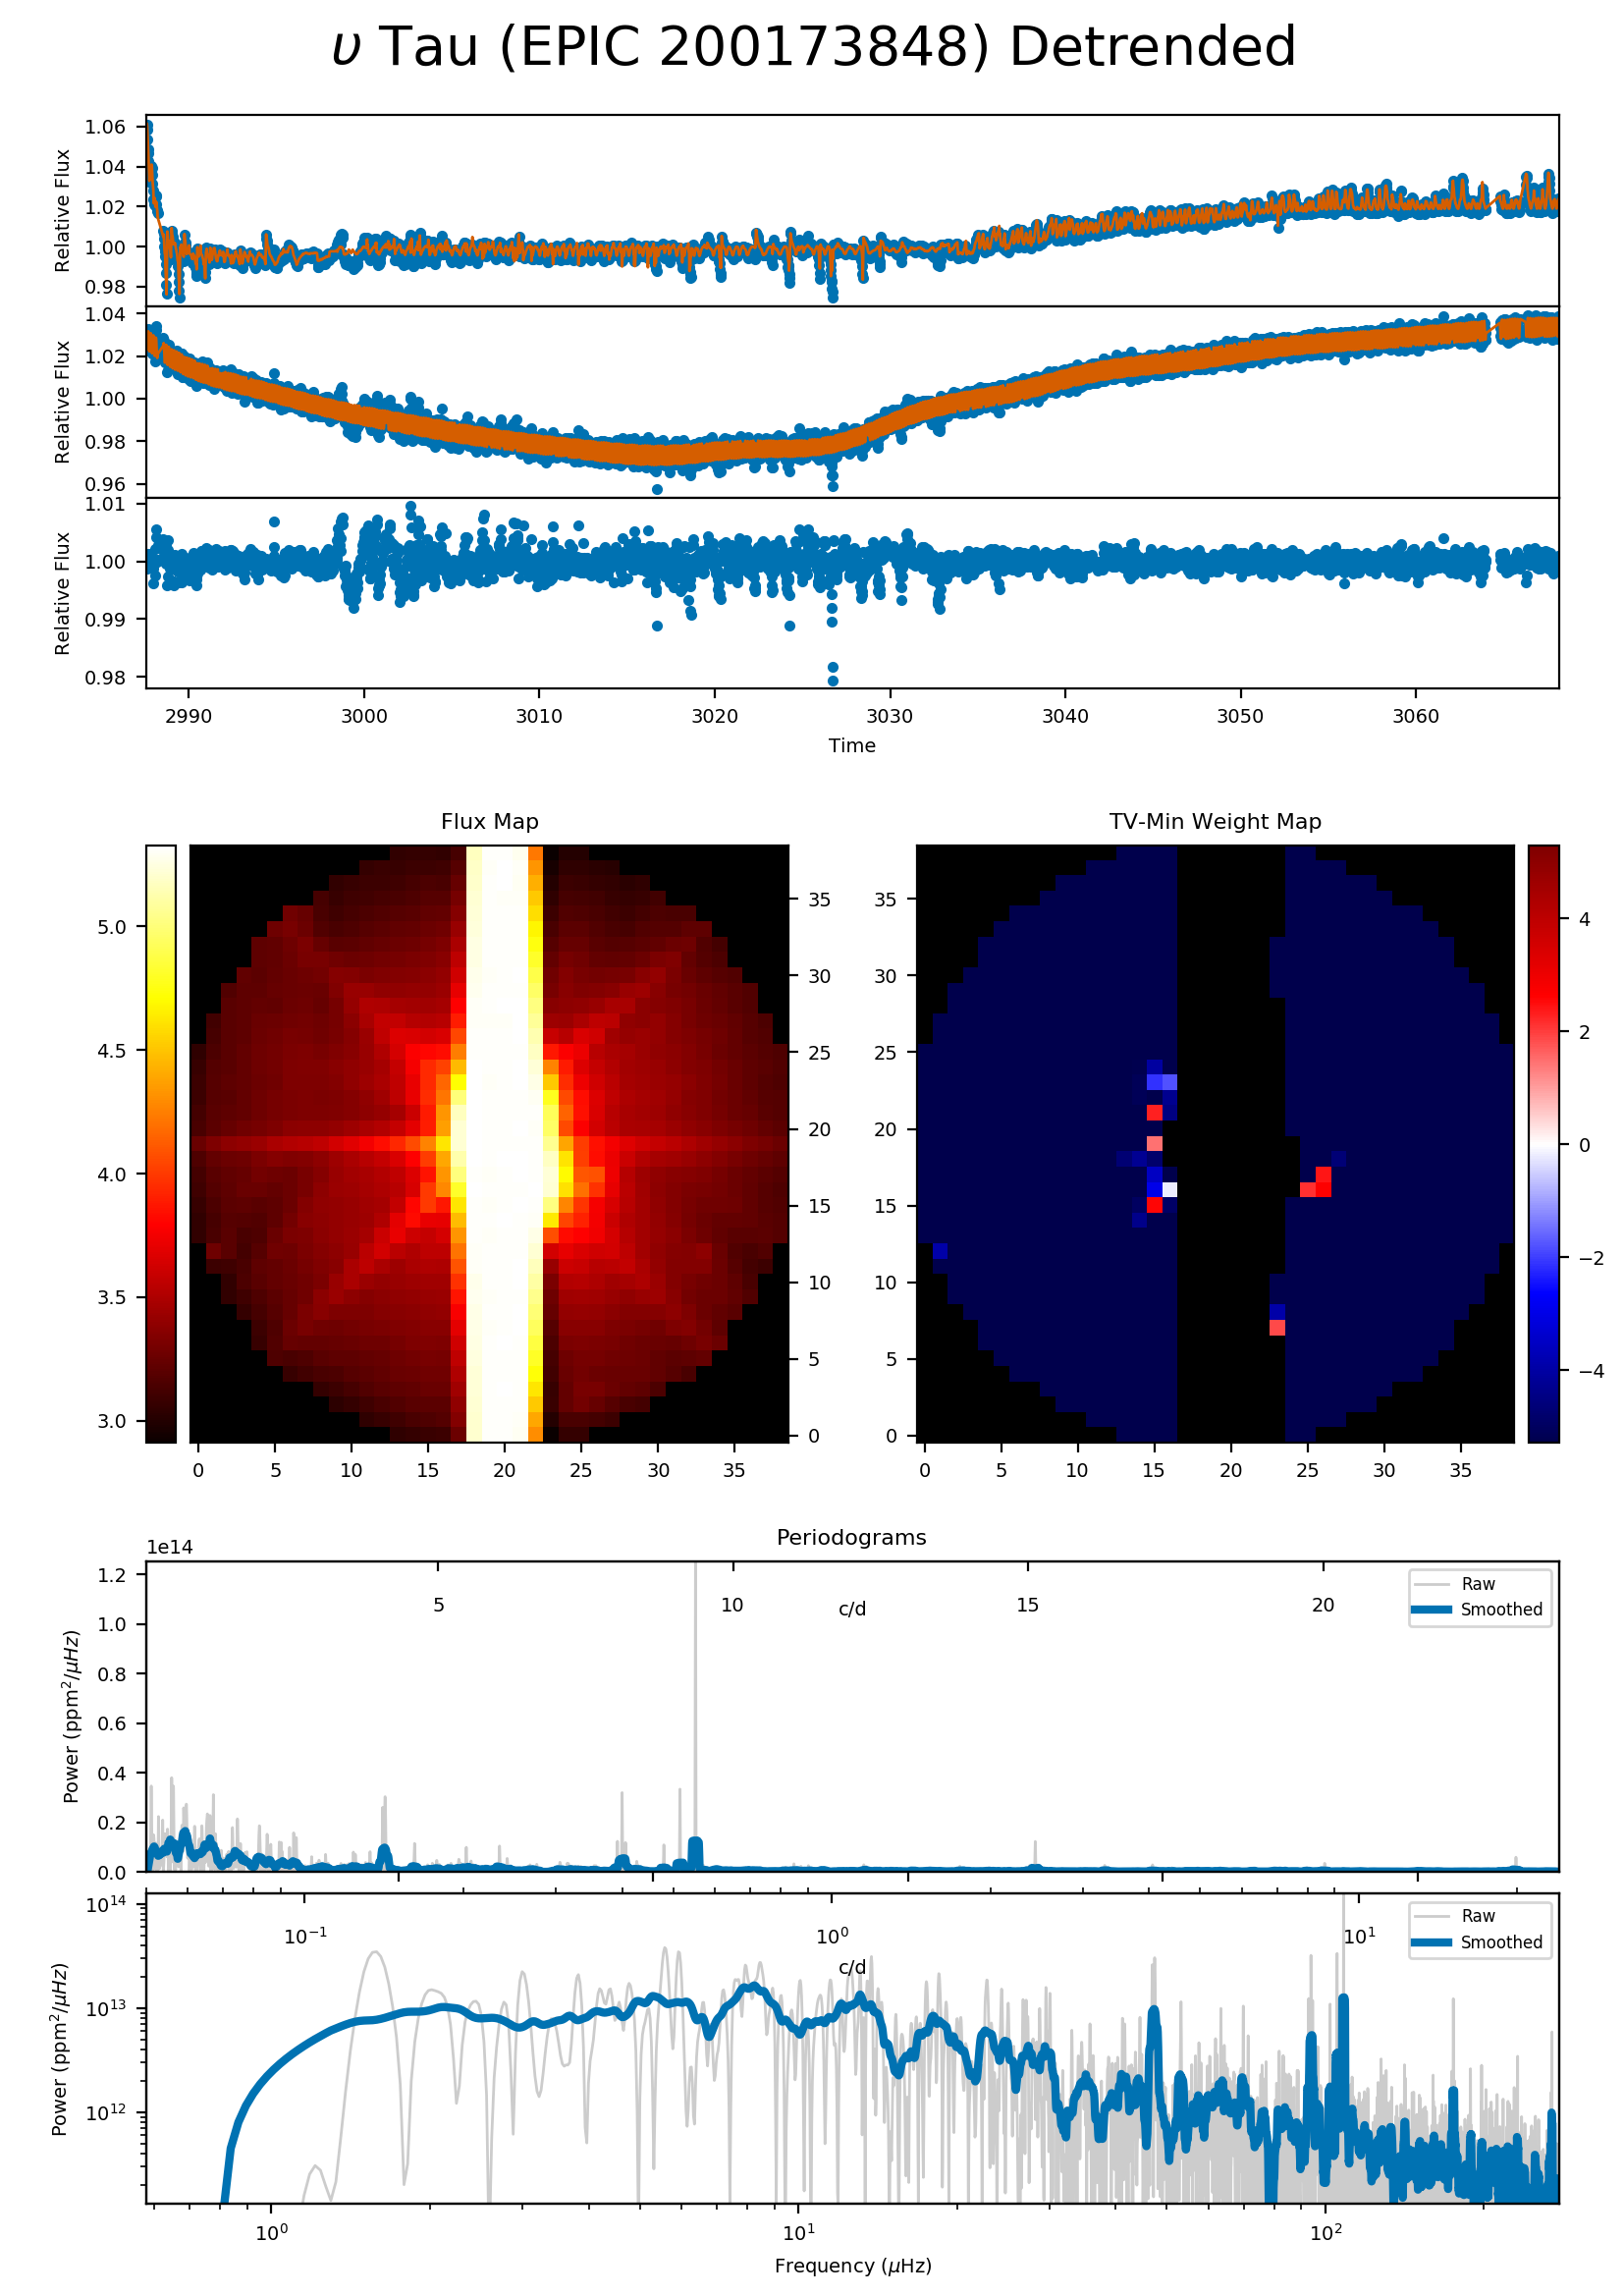 υ Tau (EPIC 200173848) Detrended
1.06
1.04
1.02
1.00
0.98
Relative Flux
1.04
1.02
1.00
0.98
0.96
Relative Flux
1.01
1.00
0.99
0.98
Relative Flux
2990 3000 3010 3020 3030 3040 3050 3060
Time
Flux Map
5.0
4.5
4.0
3.5
3.0
35
30
25
20
15
10
5
0
0 5 10 15 20 25 30 35
TV-Min Weight Map
35
30
25
20
15
10
5
0
0 5 10 15 20 25 30 35
4
2
0
−2
−4
Periodograms
1e14
1.2
1.0
0.8
0.6
0.4
0.2
0.0
Power (ppm²/μHz)
5 10 15 20
c/d
Raw
Smoothed
10¹⁴
10¹³
10¹²
Power (ppm²/μHz)
10⁻¹ 10⁰ 10¹
c/d
Raw
Smoothed
10⁰ 10¹ 10²
Frequency (μHz)